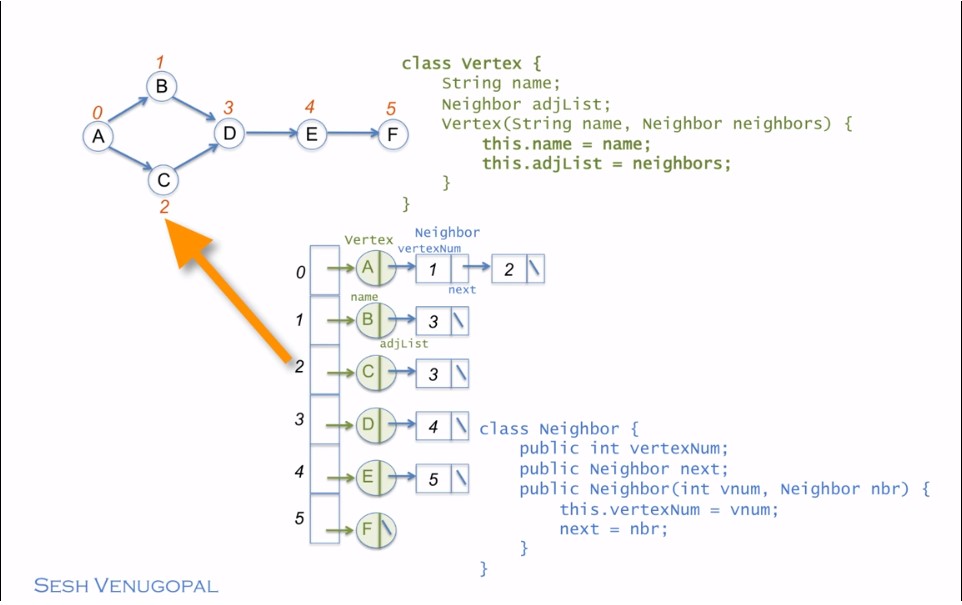 0
1
A
B
C
2
3
D
4
E
5
F
class Vertex {
String name;
Neighbor adjList;
Vertex(String name, Neighbor neighbors) {
this.name = name;
this.adjList = neighbors;
}
}
Vertex Neighbor
vertexNum
0 A 1 2
name next
1 B 3
adjList
2 C 3
3 D 4
4 E 5
5 F
class Neighbor {
public int vertexNum;
public Neighbor next;
public Neighbor(int vnum, Neighbor nbr) {
this.vertexNum = vnum;
next = nbr;
}
}
SESH VENUGOPAL